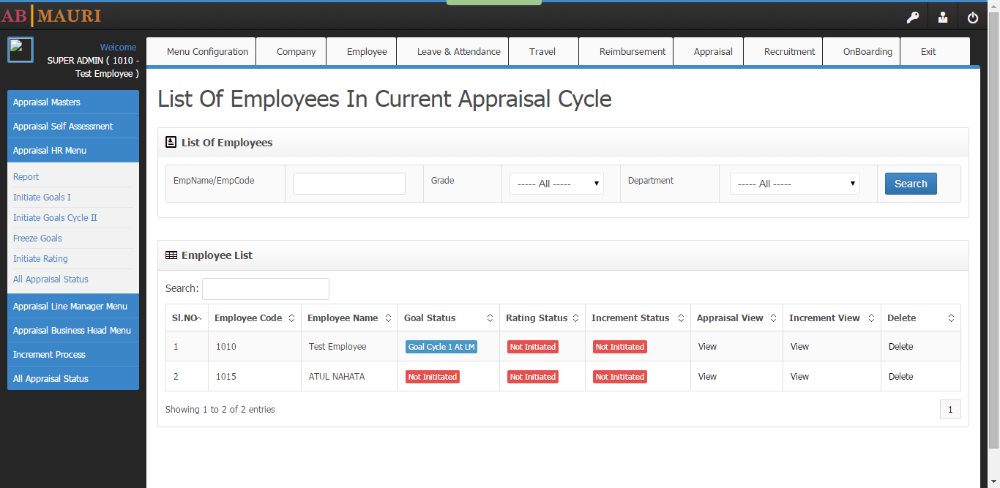 AB MAURI
Welcome
SUPER ADMIN ( 1010 -
Test Employee )
Menu Configuration Company Employee Leave & Attendance Travel Reimbursement Appraisal Recruitment OnBoarding Exit
Appraisal Masters
Appraisal Self Assessment
Appraisal HR Menu
Report
Initiate Goals I
Initiate Goals Cycle II
Freeze Goals
Initiate Rating
All Appraisal Status
Appraisal Line Manager Menu
Appraisal Business Head Menu
Increment Process
All Appraisal Status
List Of Employees In Current Appraisal Cycle
List Of Employees
EmpName/EmpCode Grade ----- All ----- Department ----- All ----- Search
Employee List
Search:
Sl.NO Employee Code Employee Name Goal Status Rating Status Increment Status Appraisal View Increment View Delete
1 1010 Test Employee Goal Cycle 1 At LM Not Initiated Not Inititated View View Delete
2 1015 ATUL NAHATA Not Inititated Not Initiated Not Inititated View View Delete
Showing 1 to 2 of 2 entries
1